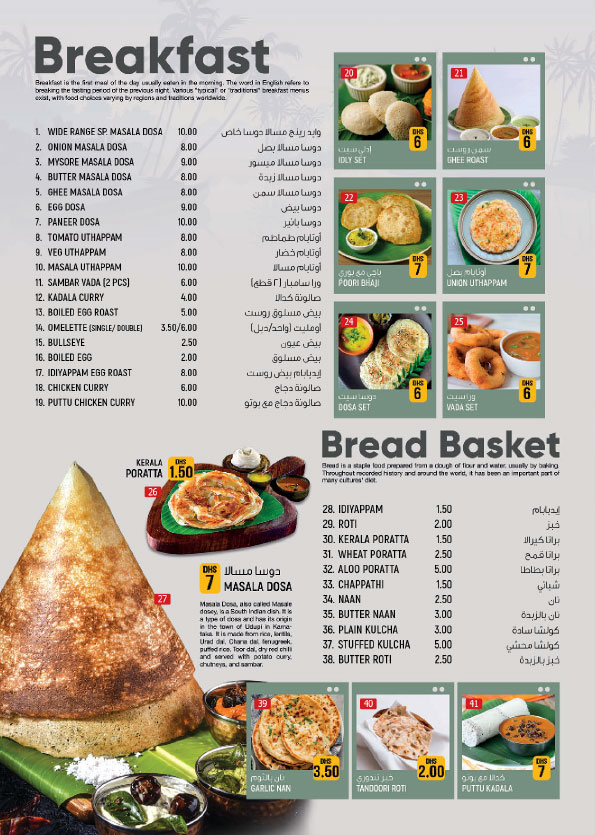 Breakfast
Breakfast is the first meal of the day usually eaten in the morning. The word in English refers to
breaking the fasting period of the previous night. Various "typical" or "traditional" breakfast menus
exist, with food choices varying by regions and traditions worldwide.
1. WIDE RANGE SP. MASALA DOSA 10.00 وايد رينج مسالا دوسا خاص
2. ONION MASALA DOSA 8.00 دوسا مسالا بصل
3. MYSORE MASALA DOSA 9.00 دوسا مسالا ميسور
4. BUTTER MASALA DOSA 8.00 دوسا مسالا زبدة
5. GHEE MASALA DOSA 8.00 دوسا مسالا سمن
6. EGG DOSA 9.00 دوسا بيض
7. PANEER DOSA 10.00 دوسا بانير
8. TOMATO UTHAPPAM 8.00 أوتابام طماطم
9. VEG UTHAPPAM 8.00 أوتابام خضار
10. MASALA UTHAPPAM 10.00 أوتابام مسالا
11. SAMBAR VADA (2 PCS) 6.00 ورا سامبار (٢ قطع)
12. KADALA CURRY 4.00 صالونة كدالا
13. BOILED EGG ROAST 5.00 بيض مسلوق روست
14. OMELETTE (SINGLE/ DOUBLE) 3.50/6.00 أومليت (واحد/دبل)
15. BULLSEYE 2.50 بيض عيون
16. BOILED EGG 2.00 بيض مسلوق
17. IDIYAPPAM EGG ROAST 8.00 إيديابام بيض روست
18. CHICKEN CURRY 6.00 صالونة دجاج
19. PUTTU CHICKEN CURRY 10.00 صالونة دجاج مع بوتو
20
إدلي سيت
IDLY SET
DHS
6
21
سمن روست
GHEE ROAST
DHS
6
22
باجي مع بوري
POORI BHAJI
DHS
7
23
أوتابام بصل
UNION UTHAPPAM
DHS
7
24
دوسا سيت
DOSA SET
DHS
6
25
ورا سيت
VADA SET
DHS
6
KERALA
PORATTA
DHS
1.50
26
27
DHS
7
دوسا مسالا
MASALA DOSA
Masala Dosa, also called Masale
dosey, is a South Indian dish. It is
a type of dosa and has its origin
in the town of Udupi in Karna-
taka. It is made from rice, lentils,
Urad dal, Chana dal, fenugreek,
puffed rice, Toor dal, dry red chilli
and served with potato curry,
chutneys, and sambar.
Bread Basket
Bread is a staple food prepared from a dough of flour and water, usually by baking.
Throughout recorded history and around the world, it has been an important part of
many cultures' diet.
28. IDIYAPPAM 1.50 إيديابام
29. ROTI 2.00 خبز
30. KERALA PORATTA 1.50 براتا كيرالا
31. WHEAT PORATTA 2.50 براتا قمح
32. ALOO PORATTA 5.00 براتا بطاطا
33. CHAPPATHI 1.50 شباتي
34. NAAN 2.50 نان
35. BUTTER NAAN 3.00 نان بالزبدة
36. PLAIN KULCHA 3.00 كولشا سادة
37. STUFFED KULCHA 5.00 كولشا محشي
38. BUTTER ROTI 2.50 خبز بالزبدة
39
نان بالثوم
GARLIC NAN
DHS
3.50
40
خبز تندوري
TANDOORI ROTI
DHS
2.00
41
كدالا مع بوتو
PUTTU KADALA
DHS
7